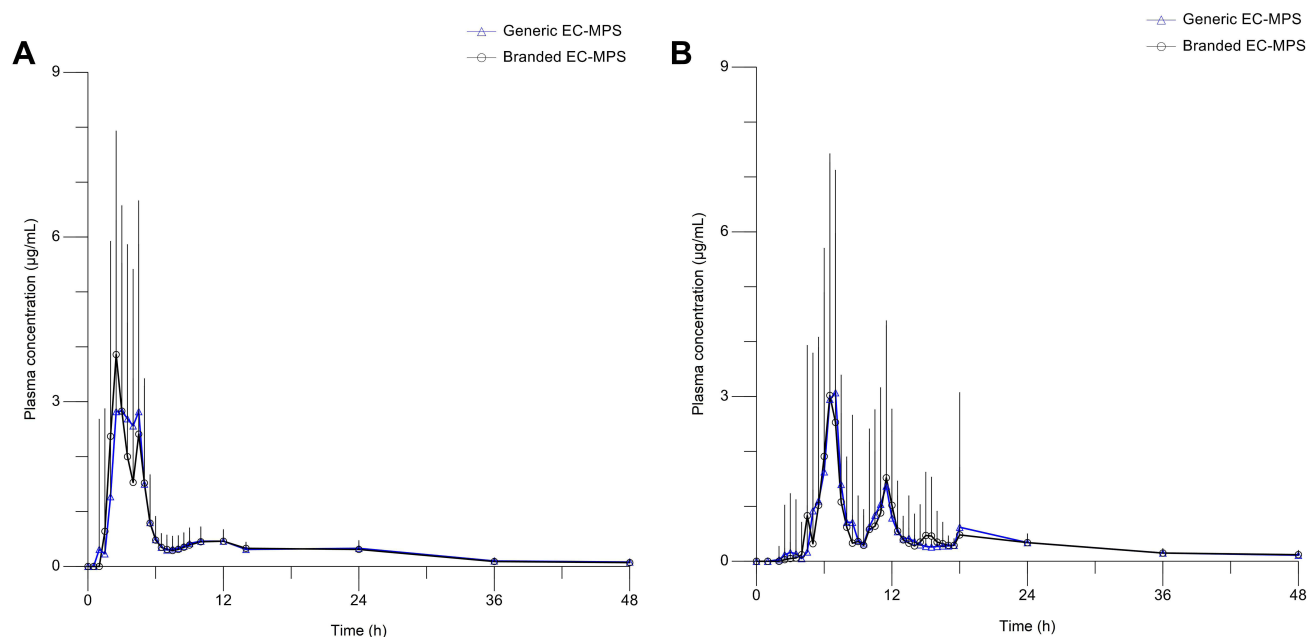 A
Generic EC-MPS
Branded EC-MPS
9
6
3
0
Plasma concentration (µg/mL)
0
12
24
36
48
Time (h)
B
Generic EC-MPS
Branded EC-MPS
9
6
3
0
Plasma concentration (µg/mL)
0
12
24
36
48
Time (h)